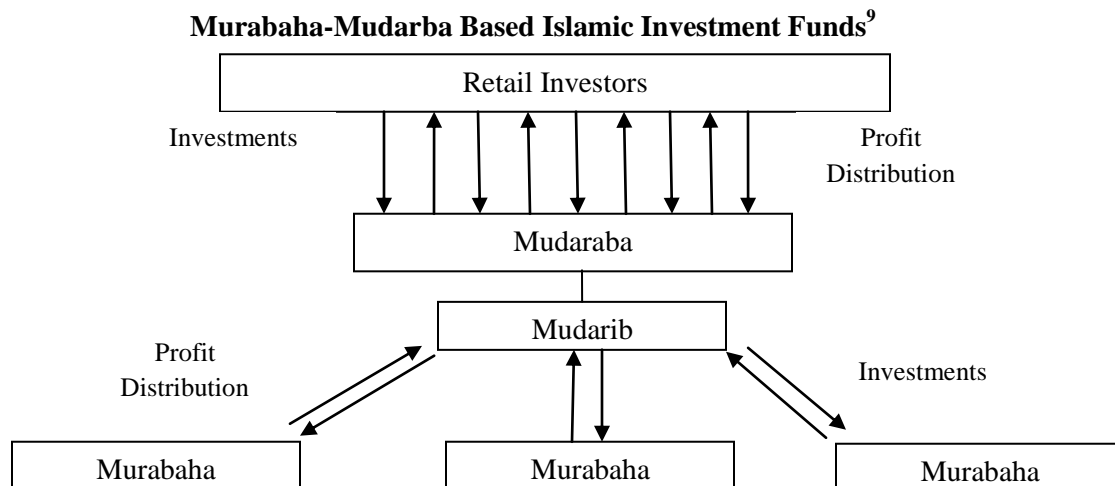 Murabaha-Mudarba Based Islamic Investment Funds9
Retail Investors
Investments
Profit
Distribution
Mudaraba
Mudarib
Profit
Distribution
Investments
Murabaha
Murabaha
Murabaha